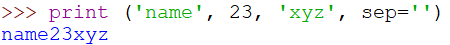 >>> print ('name', 23, 'xyz', sep='')
name23xyz